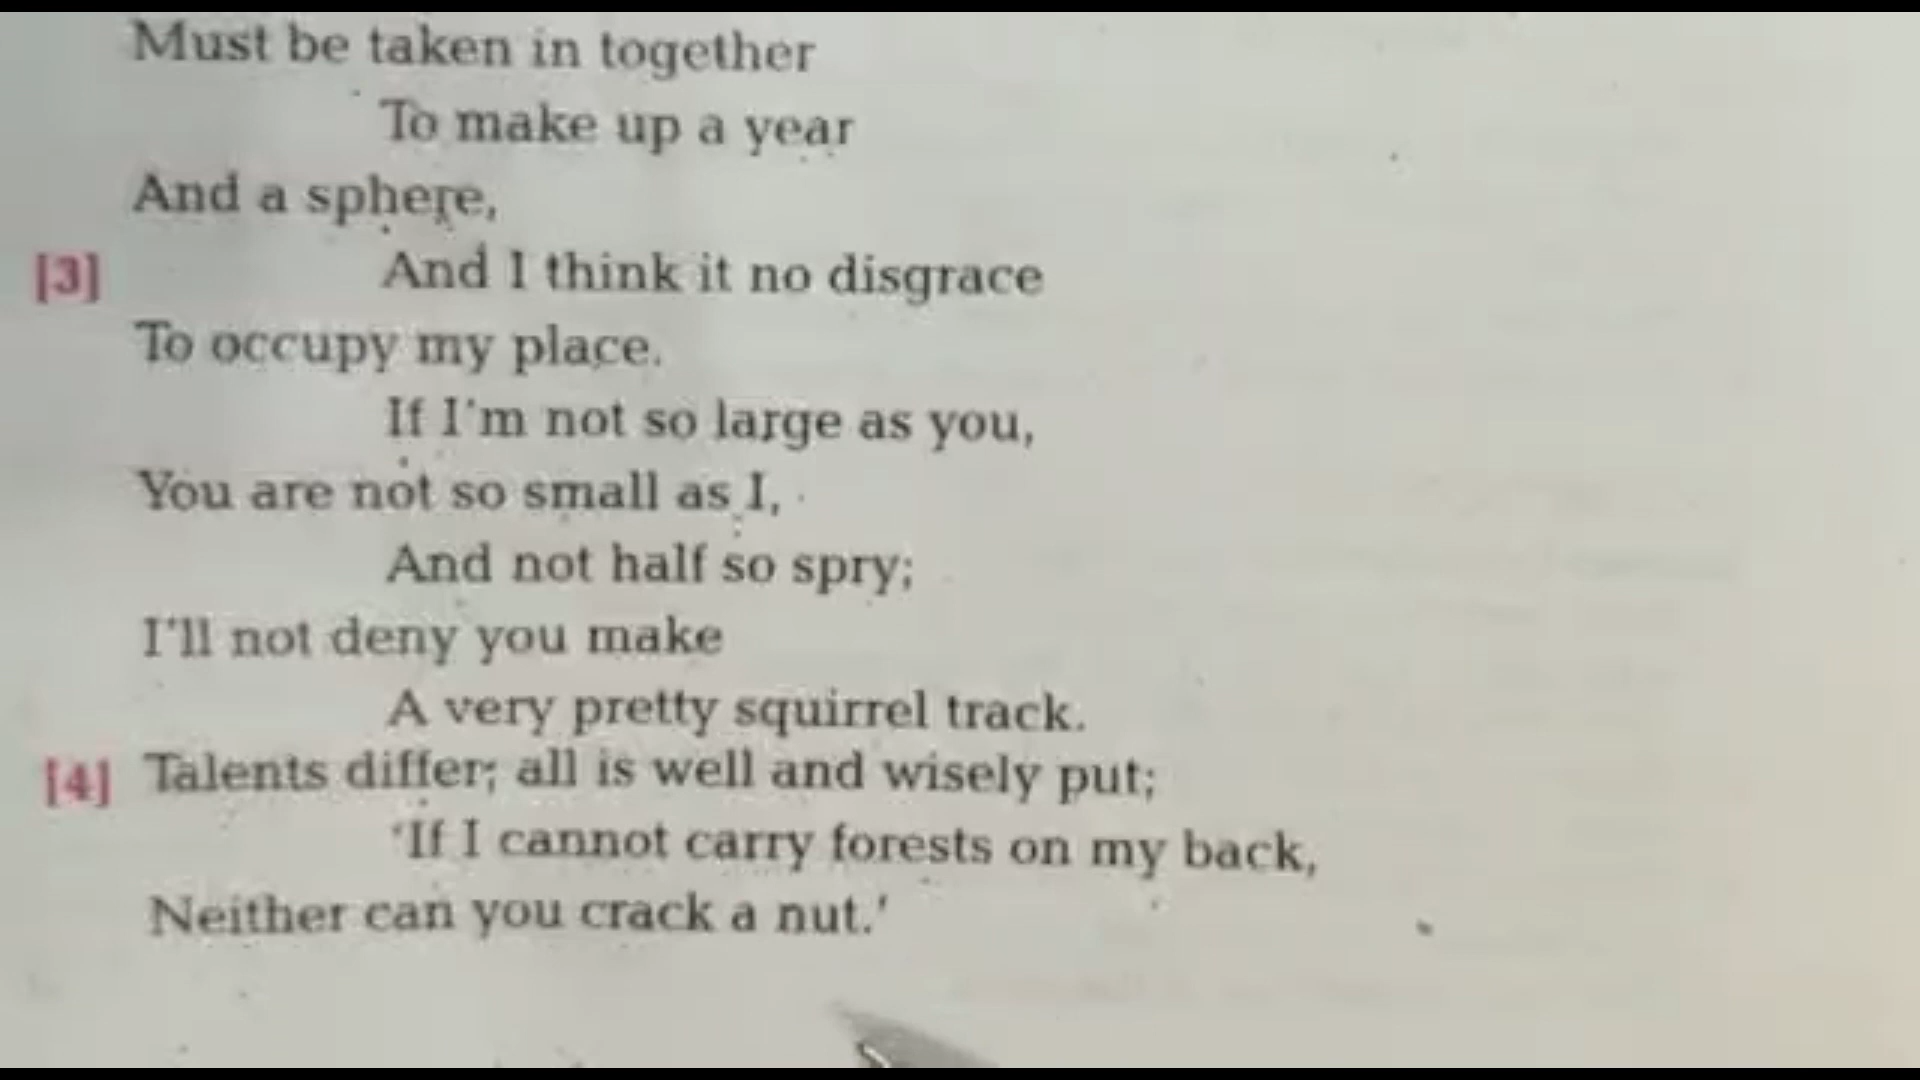 Must be taken in together
To make up a year
And a sphere,
[3] And I think it no disgrace
To occupy my place.
If I'm not so large as you,
You are not so small as I,
And not half so spry;
I'll not deny you make
A very pretty squirrel track.
[4] Talents differ; all is well and wisely put;
'If I cannot carry forests on my back,
Neither can you crack a nut.'